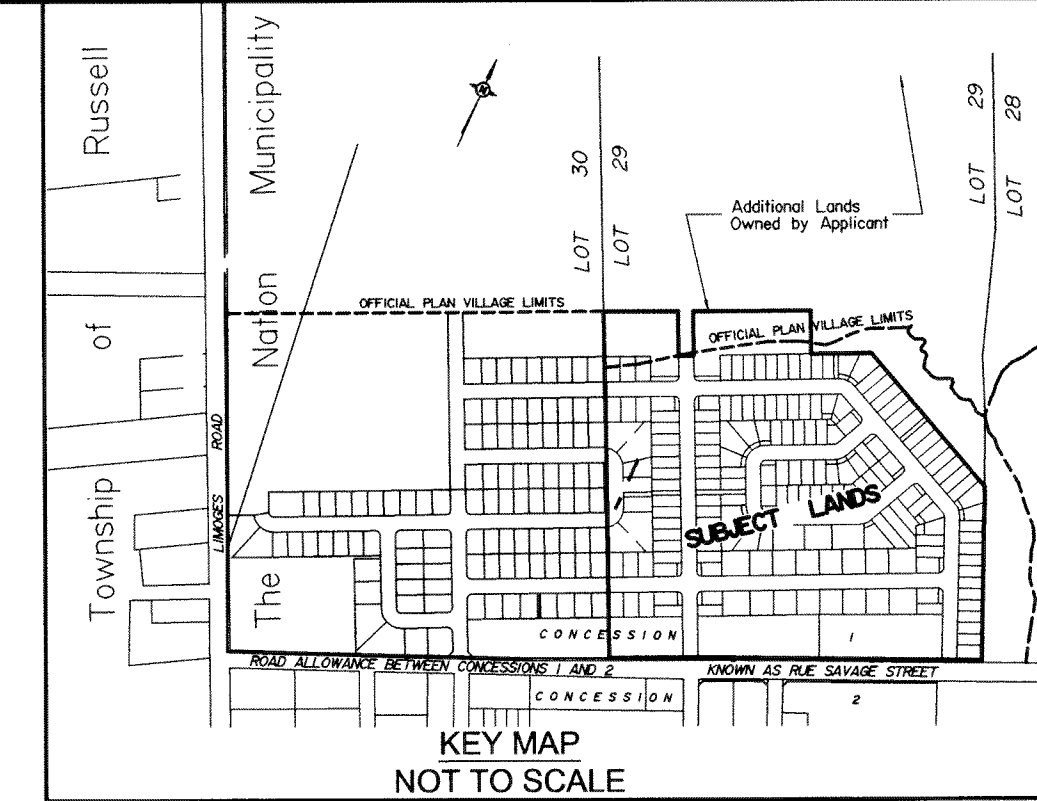 Township of Russell
The Nation Municipality
N
LIMOGES ROAD
LOT 30
LOT 29
LOT 29
LOT 28
Additional Lands
Owned by Applicant
OFFICIAL PLAN VILLAGE LIMITS
OFFICIAL PLAN VILLAGE LIMITS
SUBJECT LANDS
CONCESSION 1
ROAD ALLOWANCE BETWEEN CONCESSIONS 1 AND 2 KNOWN AS RUE SAVAGE STREET
CONCESSION 2
KEY MAP
NOT TO SCALE